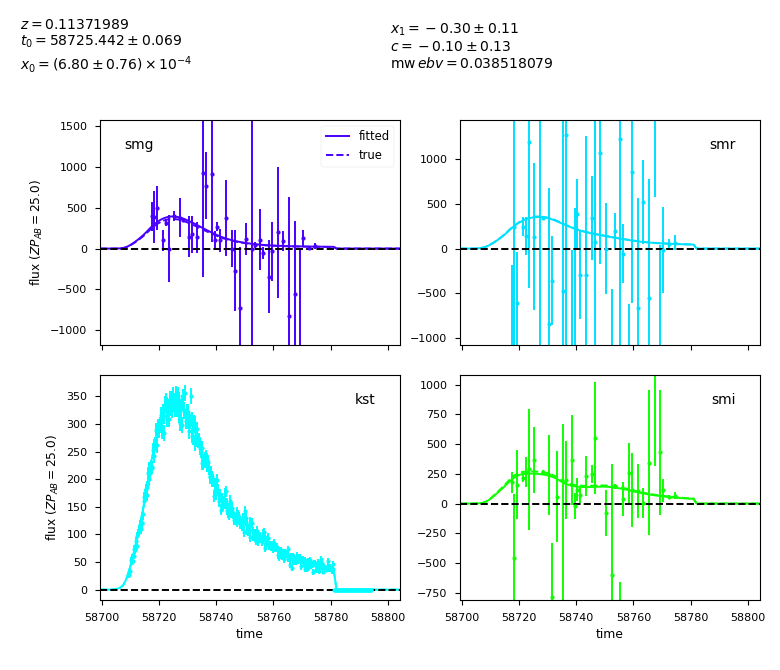 z = 0.11371989
t₀ = 58725.442 ± 0.069
x₀ = (6.80 ± 0.76) × 10⁻⁴
x₁ = −0.30 ± 0.11
c = −0.10 ± 0.13
mwebv = 0.038518079
smg
fitted
true
1500
1000
500
0
−500
−1000
flux (ZP_AB = 25.0)
smr
1000
500
0
−500
−1000
kst
350
300
250
200
150
100
50
0
flux (ZP_AB = 25.0)
58700 58720 58740 58760 58780 58800
time
smi
1000
750
500
250
0
−250
−500
−750
58700 58720 58740 58760 58780 58800
time